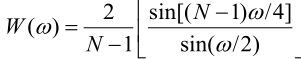 W(ω) = 2/(N−1) ⌊ sin[(N−1)ω/4] / sin(ω/2)